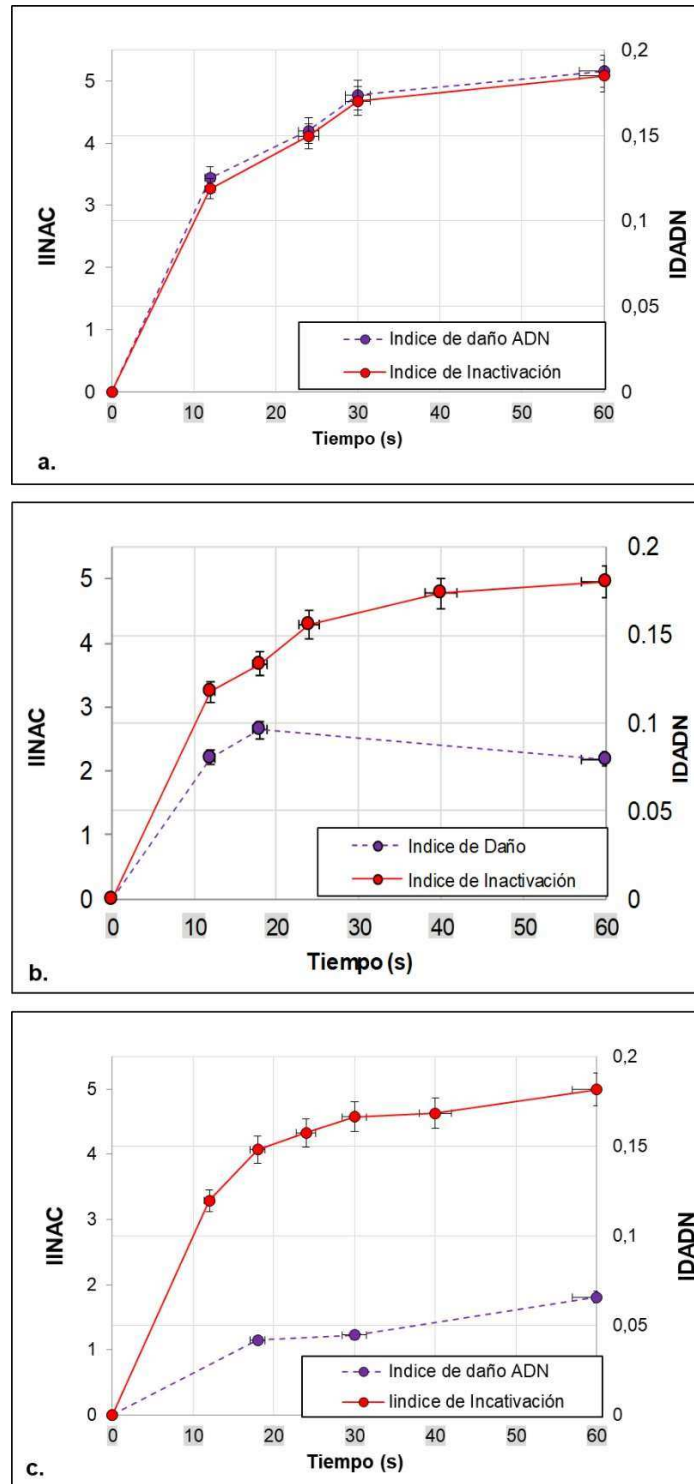 5
4
3
2
1
0
IINAC
0,2
0,15
0,1
0,05
0
IDADN
Indice de daño ADN
Indice de Inactivación
0 10 20 30 40 50 60
Tiempo (s)
a.
5
4
3
2
1
0
IINAC
0.2
0.15
0.1
0.05
0
IDADN
Indice de Daño
Indice de Inactivación
0 10 20 30 40 50 60
Tiempo (s)
b.
5
4
3
2
1
0
IINAC
0,2
0,15
0,1
0,05
0
IDADN
Indice de daño ADN
Iindice de Incativación
0 10 20 30 40 50 60
Tiempo (s)
c.